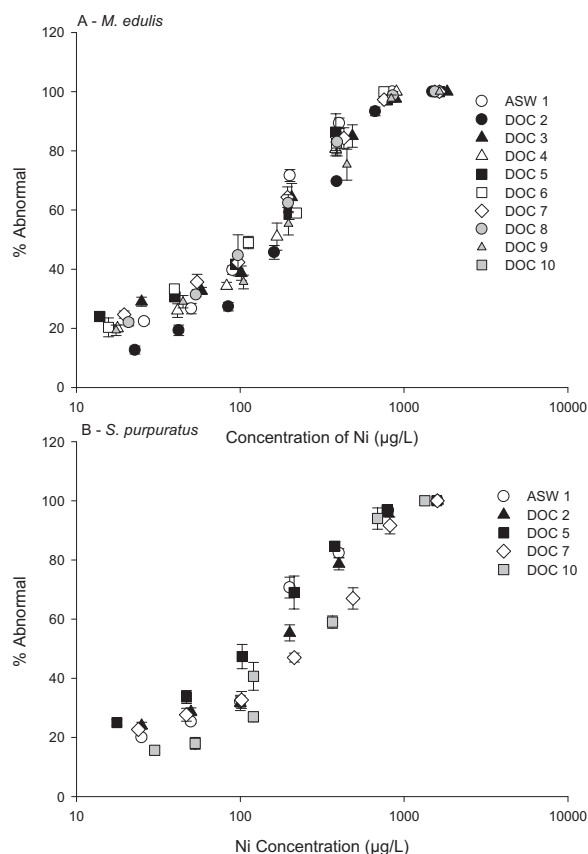 A - M. edulis
120
100
80
60
40
20
0
% Abnormal
10
100
1000
10000
Concentration of Ni (µg/L)
ASW 1
DOC 2
DOC 3
DOC 4
DOC 5
DOC 6
DOC 7
DOC 8
DOC 9
DOC 10
B - S. purpuratus
120
100
80
60
40
20
0
% Abnormal
10
100
1000
10000
Ni Concentration (µg/L)
ASW 1
DOC 2
DOC 5
DOC 7
DOC 10